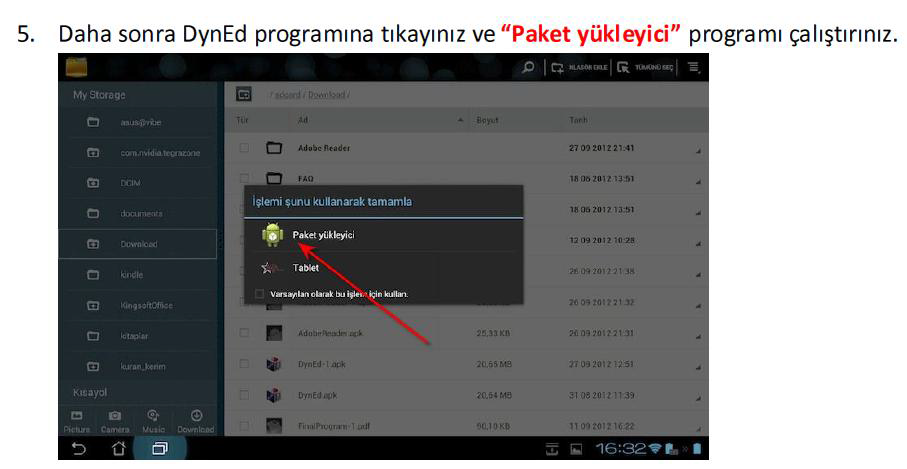 5. Daha sonra DynEd programına tıkayınız ve “Paket yükleyici” programı çalıştırınız.
KLASÖR EKLE TÜMÜNÜ SEÇ
My Storage / sdcard / Download /
Tür Ad Boyut Tarih
asus@vibe
Adobe Reader 27 09 2012 21:41
com.nvidia.tegrazone
FAQ 18 06 2012 13:51
DCIM
18 06 2012 13:51
documents
İşlemi şunu kullanarak tamamla
Paket yükleyici
Tablet
Varsayılan olarak bu işlem için kullan.
Download
12 09 2012 10:28
kindle
26 09 2012 21:38
KingsoftOffice
26 09 2012 21:32
kitaplar
AdobeReader.apk 25,33 KB 26 09 2012 21:31
kuran_kerim
DynEd-1.apk 20,65 MB 27 09 2012 12:51
Kısayol
DynEd.apk 20,64 MB 31 08 2012 11:39
Picture Camera Music Download
FinalProgram-1.pdf 90,10 KB 11 09 2012 16:22
16:32